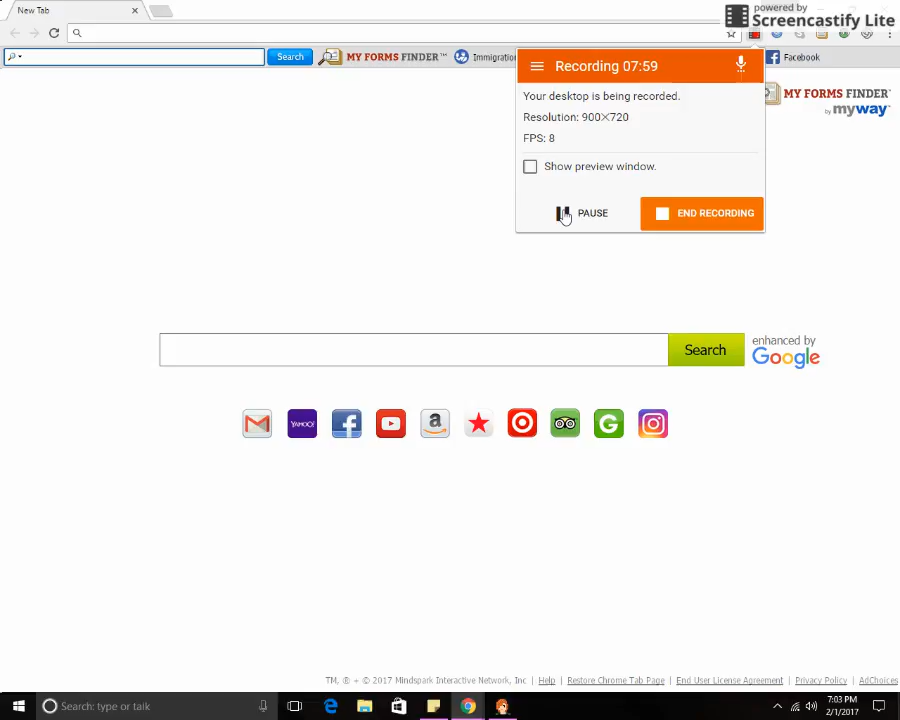 New Tab
powered by
Screencastify Lite
Search
MY FORMS FINDER™
Immigration
Facebook
Recording 07:59
MY FORMS FINDER
by myway™
Your desktop is being recorded.
Resolution: 900×720
FPS: 8
Show preview window.
PAUSE
END RECORDING
Search
enhanced by
Google
YAHOO!
a
G
TM, ® + © 2017 Mindspark Interactive Network, Inc
Help
Restore Chrome Tab Page
End User License Agreement
Privacy Policy
AdChoices
Search: type or talk
7:03 PM
2/1/2017